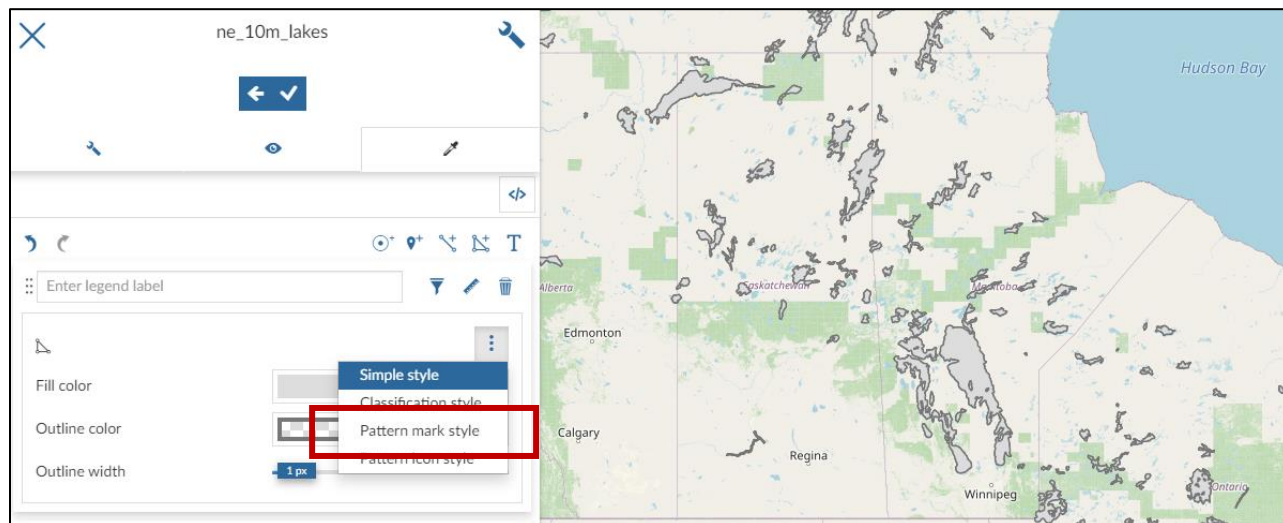 ne_10m_lakes
</>
T
Enter legend label
Simple style
Fill color
Classification style
Outline color
Pattern mark style
Pattern icon style
Outline width
1 px
Hudson Bay
Alberta
Saskatchewan
Manitoba
Edmonton
Calgary
Regina
Winnipeg
Ontario